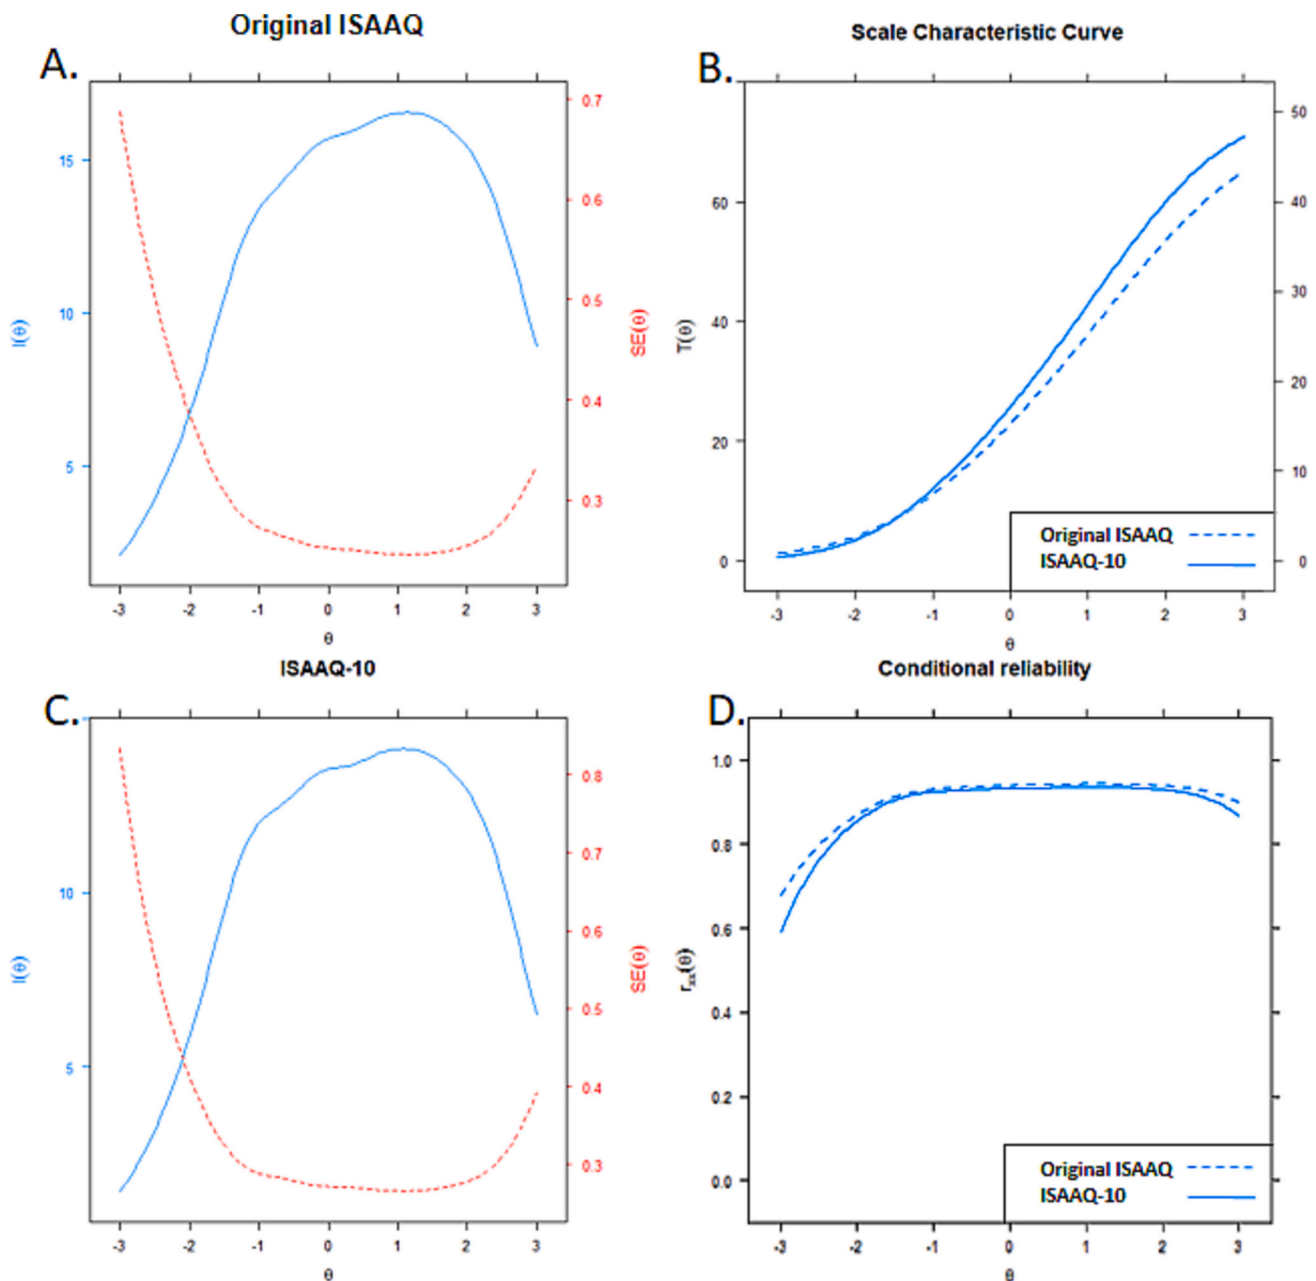 Original ISAAQ
A.
0.7
0.6
0.5
0.4
0.3
15
10
5
I(θ)
SE(θ)
-3 -2 -1 0 1 2 3
θ
Scale Characteristic Curve
B.
60
40
20
0
T(θ)
50
40
30
20
10
0
Original ISAAQ
ISAAQ-10
-3 -2 -1 0 1 2 3
θ
ISAAQ-10
C.
10
5
I(θ)
0.8
0.7
0.6
0.5
0.4
0.3
SE(θ)
-3 -2 -1 0 1 2 3
θ
Conditional reliability
D.
1.0
0.8
0.6
0.4
0.2
0.0
rxx(θ)
Original ISAAQ
ISAAQ-10
-3 -2 -1 0 1 2 3
θ